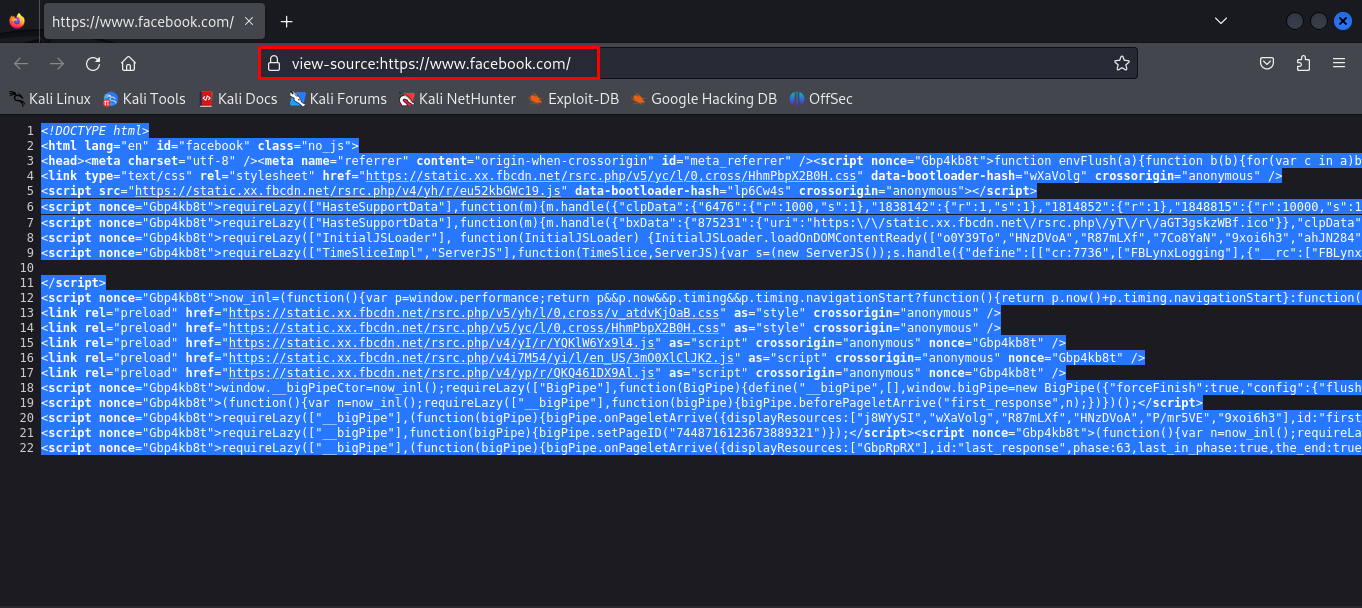 https://www.facebook.com/
view-source:https://www.facebook.com/
Kali Linux Kali Tools Kali Docs Kali Forums Kali NetHunter Exploit-DB Google Hacking DB OffSec
1 <!DOCTYPE html>
2 <html lang="en" id="facebook" class="no_js">
3 <head><meta charset="utf-8" /><meta name="referrer" content="origin-when-crossorigin" id="meta_referrer" /><script nonce="Gbp4kb8t">function envFlush(a){function b(b){for(var c in a)b
4 <link type="text/css" rel="stylesheet" href="https://static.xx.fbcdn.net/rsrc.php/v5/yc/l/0,cross/HhmPbpX2B0H.css" data-bootloader-hash="wXaVolg" crossorigin="anonymous" />
5 <script src="https://static.xx.fbcdn.net/rsrc.php/v4/yh/r/eu52kbGWc19.js" data-bootloader-hash="lp6Cw4s" crossorigin="anonymous"></script>
6 <script nonce="Gbp4kb8t">requireLazy(["HasteSupportData"],function(m){m.handle({"clpData":{"6476":{"r":1000,"s":1},"1838142":{"r":1,"s":1},"1814852":{"r":1},"1848815":{"r":10000,"s":1
7 <script nonce="Gbp4kb8t">requireLazy(["HasteSupportData"],function(m){m.handle({"bxData":{"875231":{"uri":"https:\/\/static.xx.fbcdn.net\/rsrc.php\/yT\/r\/aGT3gskzWBf.ico"}},"clpData"
8 <script nonce="Gbp4kb8t">requireLazy(["InitialJSLoader"], function(InitialJSLoader) {InitialJSLoader.loadOnDOMContentReady(["o0Y39To","HNzDVoA","R87mLXf","7Co8YaN","9xoi6h3","ahJN284"
9 <script nonce="Gbp4kb8t">requireLazy(["TimeSliceImpl","ServerJS"],function(TimeSlice,ServerJS){var s=(new ServerJS());s.handle({"define":[["cr:7736",["FBLynxLogging"],{"__rc":["FBLynx
10
11 </script>
12 <script nonce="Gbp4kb8t">now_inl=(function(){var p=window.performance;return p&&p.now&&p.timing&&p.timing.navigationStart?function(){return p.now()+p.timing.navigationStart}:function(
13 <link rel="preload" href="https://static.xx.fbcdn.net/rsrc.php/v5/yh/l/0,cross/v_atdvKjOaB.css" as="style" crossorigin="anonymous" />
14 <link rel="preload" href="https://static.xx.fbcdn.net/rsrc.php/v5/yc/l/0,cross/HhmPbpX2B0H.css" as="style" crossorigin="anonymous" />
15 <link rel="preload" href="https://static.xx.fbcdn.net/rsrc.php/v4/yI/r/YQKlW6Yx9l4.js" as="script" crossorigin="anonymous" nonce="Gbp4kb8t" />
16 <link rel="preload" href="https://static.xx.fbcdn.net/rsrc.php/v4i7M54/yi/l/en_US/3mO0XlClJK2.js" as="script" crossorigin="anonymous" nonce="Gbp4kb8t" />
17 <link rel="preload" href="https://static.xx.fbcdn.net/rsrc.php/v4/yp/r/QKQ461DX9Al.js" as="script" crossorigin="anonymous" nonce="Gbp4kb8t" />
18 <script nonce="Gbp4kb8t">window.__bigPipeCtor=now_inl();requireLazy(["BigPipe"],function(BigPipe){define("__bigPipe",[],window.bigPipe=new BigPipe({"forceFinish":true,"config":{"flush
19 <script nonce="Gbp4kb8t">(function(){var n=now_inl();requireLazy(["__bigPipe"],function(bigPipe){bigPipe.beforePageletArrive("first_response",n);})})();</script>
20 <script nonce="Gbp4kb8t">requireLazy(["__bigPipe"],(function(bigPipe){bigPipe.onPageletArrive({displayResources:["j8WYySI","wXaVolg","R87mLXf","HNzDVoA","P/mr5VE","9xoi6h3"],id:"first
21 <script nonce="Gbp4kb8t">requireLazy(["__bigPipe"],function(bigPipe){bigPipe.setPageID("7448716123673889321")});</script><script nonce="Gbp4kb8t">(function(){var n=now_inl();requireLa
22 <script nonce="Gbp4kb8t">requireLazy(["__bigPipe"],(function(bigPipe){bigPipe.onPageletArrive({displayResources:["GbpRpRX"],id:"last_response",phase:63,last_in_phase:true,the_end:true